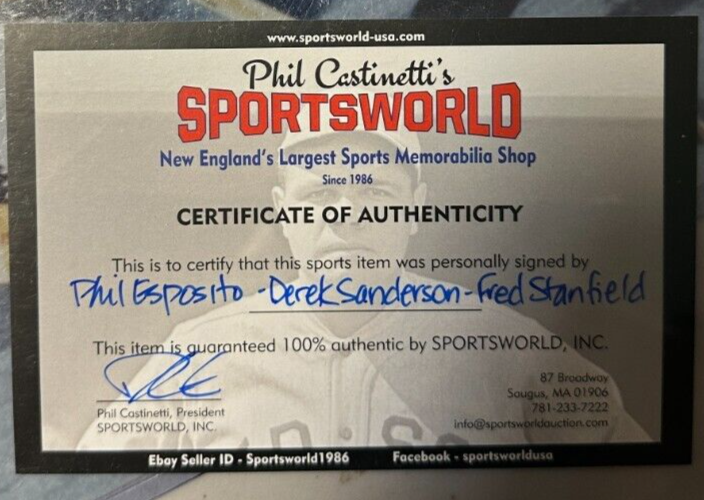 www.sportsworld-usa.com
Phil Castinetti's
SPORTSWORLD
New England's Largest Sports Memorabilia Shop
Since 1986
CERTIFICATE OF AUTHENTICITY
This is to certify that this sports item was personally signed by
Phil Esposito - Derek Sanderson - Fred Stanfield
This item is guaranteed 100% authentic by SPORTSWORLD, INC.
Phil Castinetti, President
SPORTSWORLD, INC.
87 Broadway
Saugus, MA 01906
781-233-7222
info@sportsworldauction.com
Ebay Seller ID - Sportsworld1986 Facebook - sportsworldusa